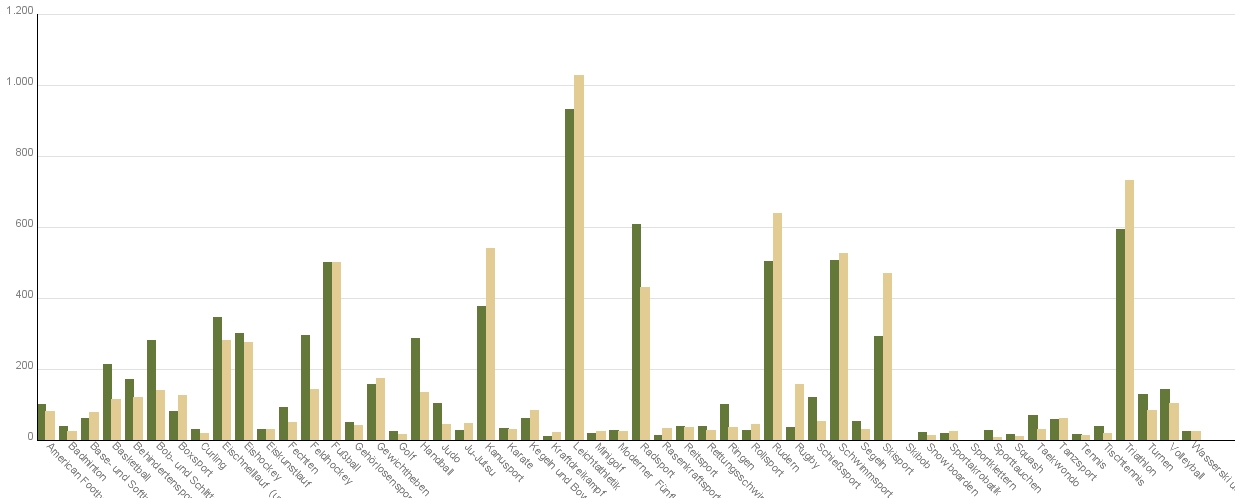 1.200
1.000
800
600
400
200
0
American Footb
Badminton
Base- und Softb
Basketball
Behindertenspo
Bob- und Schlitt
Boxsport
Curling
Eischnelllauf (u
Eishockey
Eiskunstlauf
Fechten
Feldhockey
Fußball
Gehörlosenspor
Gewichtheben
Golf
Handball
Judo
Ju-Jutsu
Kanusport
Karate
Kegeln und Bow
Kraftdreikampf
Leichtathletik
Minigolf
Moderner Fünf
Radsport
Rasenkraftsport
Reitsport
Rettungsschwim
Ringen
Rollsport
Rudern
Rugby
Schießsport
Schwimmsport
Segeln
Skisport
Skibob
Snowboarden
Sportakrobatik
Sportklettern
Sporttauchen
Squash
Taekwondo
Tanzsport
Tennis
Tischtennis
Triathlon
Turnen
Volleyball
Wasserski u